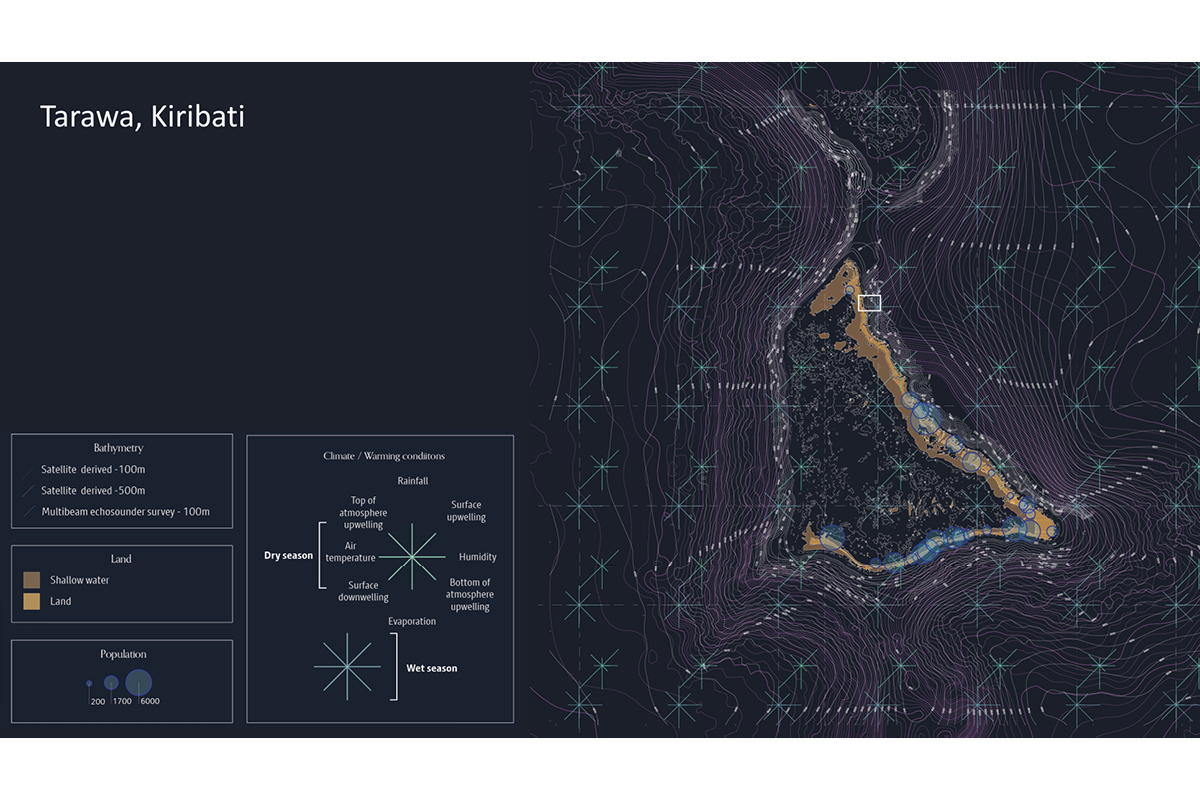 Tarawa, Kiribati
Bathymetry
Satellite derived -100m
Satellite derived -500m
Multibeam echosounder survey - 100m
Land
Shallow water
Land
Population
200
1700
6000
Climate / Warming condiitons
Rainfall
Top of
atmosphere
upwelling
Surface
upwelling
Dry season
Air
temperature
Humidity
Surface
downwelling
Bottom of
atmosphere
upwelling
Evaporation
Wet season